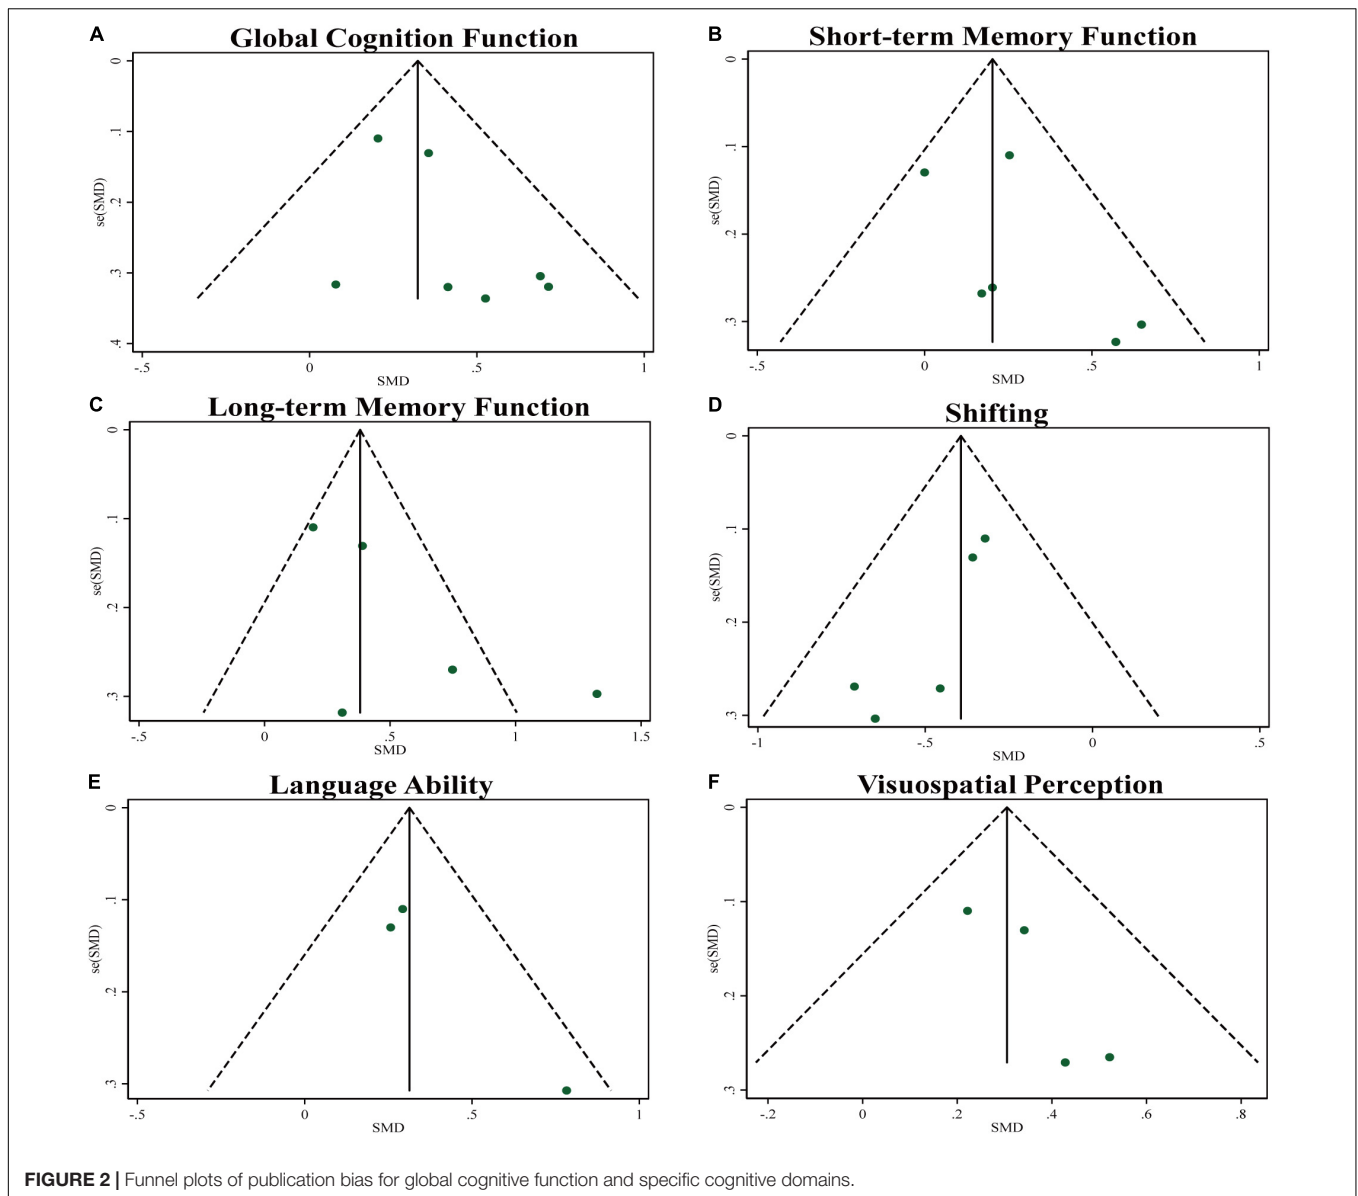 A
Global Cognition Function
0
.1
.2
.3
.4
se(SMD)
-.5
0
.5
1
SMD
B
Short-term Memory Function
0
.1
.2
.3
se(SMD)
-.5
0
.5
1
SMD
C
Long-term Memory Function
0
.1
.2
.3
se(SMD)
-.5
0
.5
1
1.5
SMD
D
Shifting
0
.1
.2
.3
se(SMD)
-1
-.5
0
.5
SMD
E
Language Ability
0
.1
.2
.3
se(SMD)
-.5
0
.5
1
SMD
F
Visuospatial Perception
0
.1
.2
.3
se(SMD)
-.2
0
.2
.4
.6
.8
SMD
FIGURE 2 | Funnel plots of publication bias for global cognitive function and specific cognitive domains.